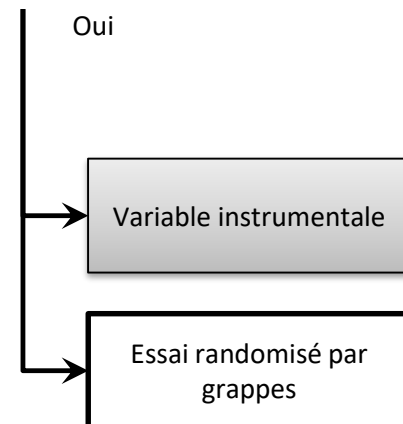 Oui
Variable instrumentale
Essai randomisé par
grappes